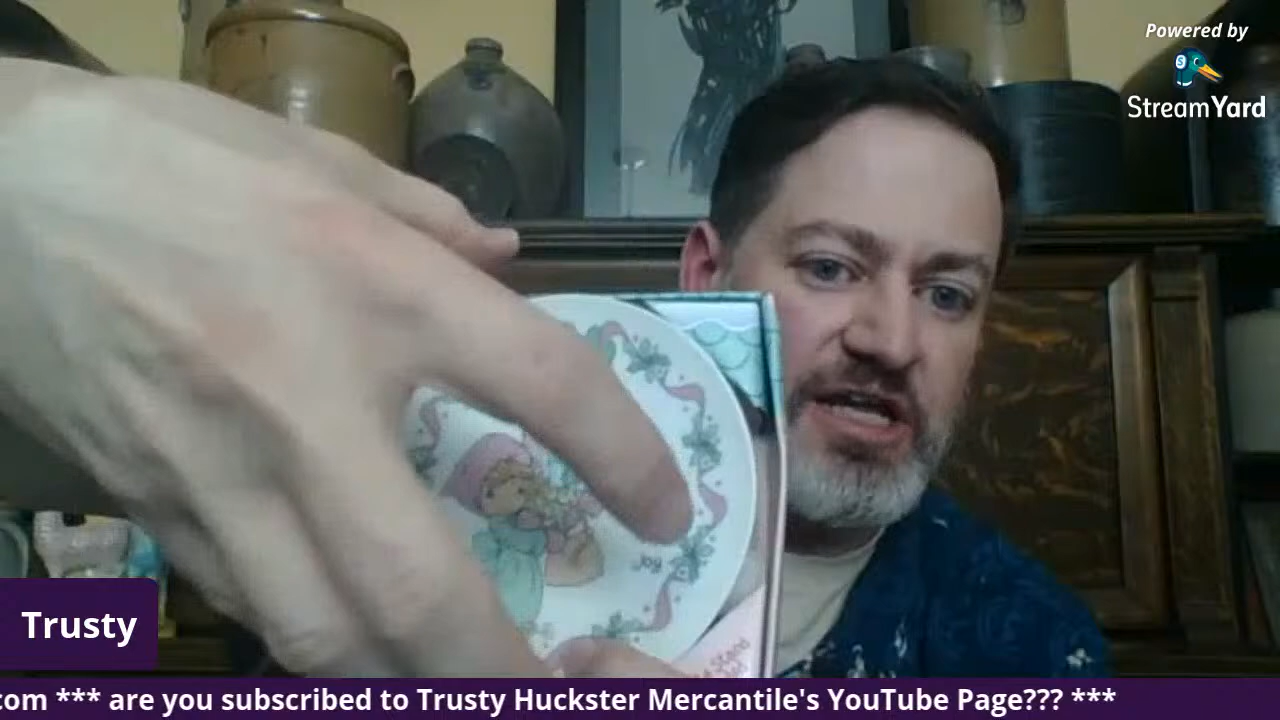 Powered by
StreamYard
Joy
Trusty
com *** are you subscribed to Trusty Huckster Mercantile's YouTube Page??? ***